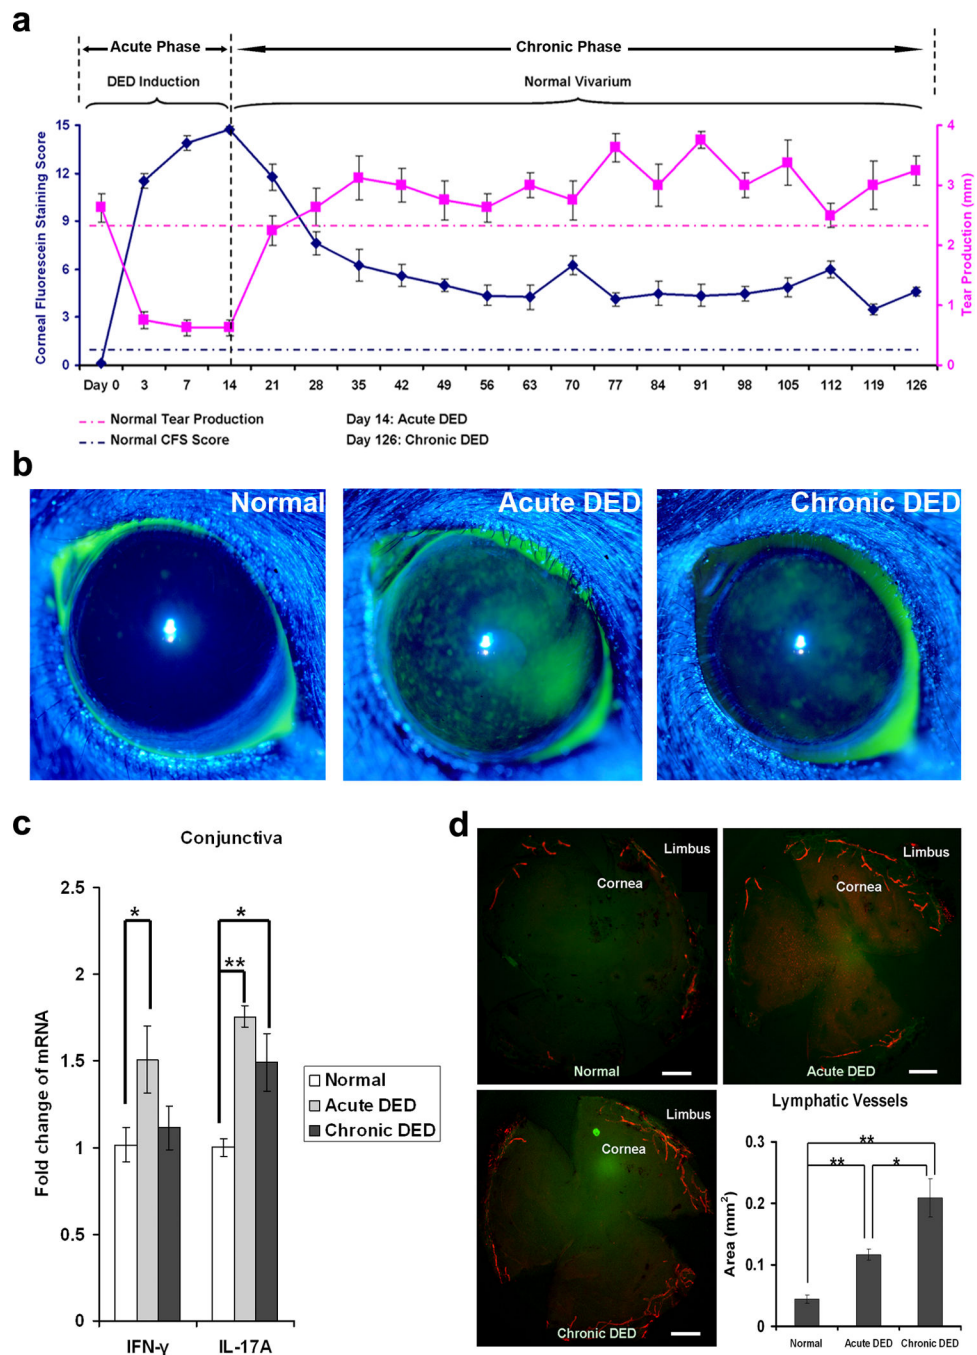 a
Acute Phase
Chronic Phase
DED Induction
Normal Vivarium
Corneal Fluorescein Staining Score
15
12
9
6
3
0
Tear Production (mm)
4
3
2
1
0
Day 0 3 7 14 21 28 35 42 49 56 63 70 77 84 91 98 105 112 119 126
Normal Tear Production
Day 14: Acute DED
Normal CFS Score
Day 126: Chronic DED
b
Normal
Acute DED
Chronic DED
c
Conjunctiva
Fold change of mRNA
2.5
2
1.5
1
0.5
0
*
*
**
Normal
Acute DED
Chronic DED
IFN-γ
IL-17A
d
Limbus
Cornea
Normal
Limbus
Cornea
Acute DED
Limbus
Cornea
Chronic DED
Lymphatic Vessels
Area (mm²)
0.3
0.2
0.1
0
**
**
*
Normal
Acute DED
Chronic DED